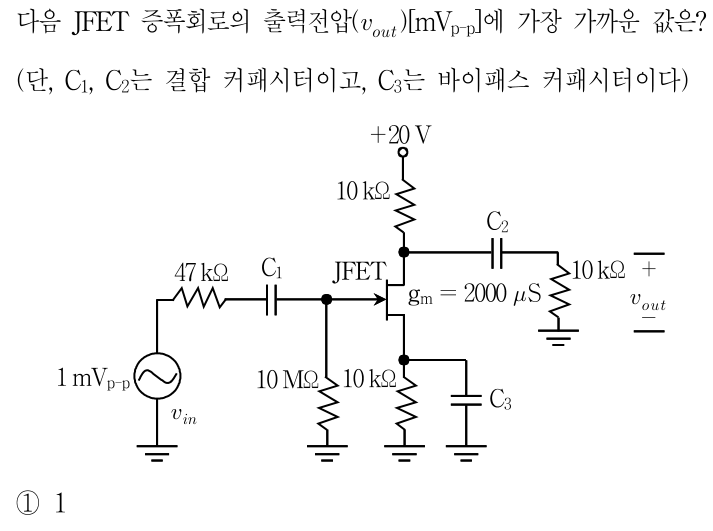 다음 JFET 증폭회로의 출력전압(v_out)[mV_p-p]에 가장 가까운 값은?
(단, C₁, C₂는 결합 커패시터이고, C₃는 바이패스 커패시터이다)
+20 V
10 kΩ
C₂
47 kΩ C₁ JFET 10 kΩ +
g_m = 2000 μS v_out
−
1 mV_p-p 10 MΩ 10 kΩ C₃
v_in
① 1